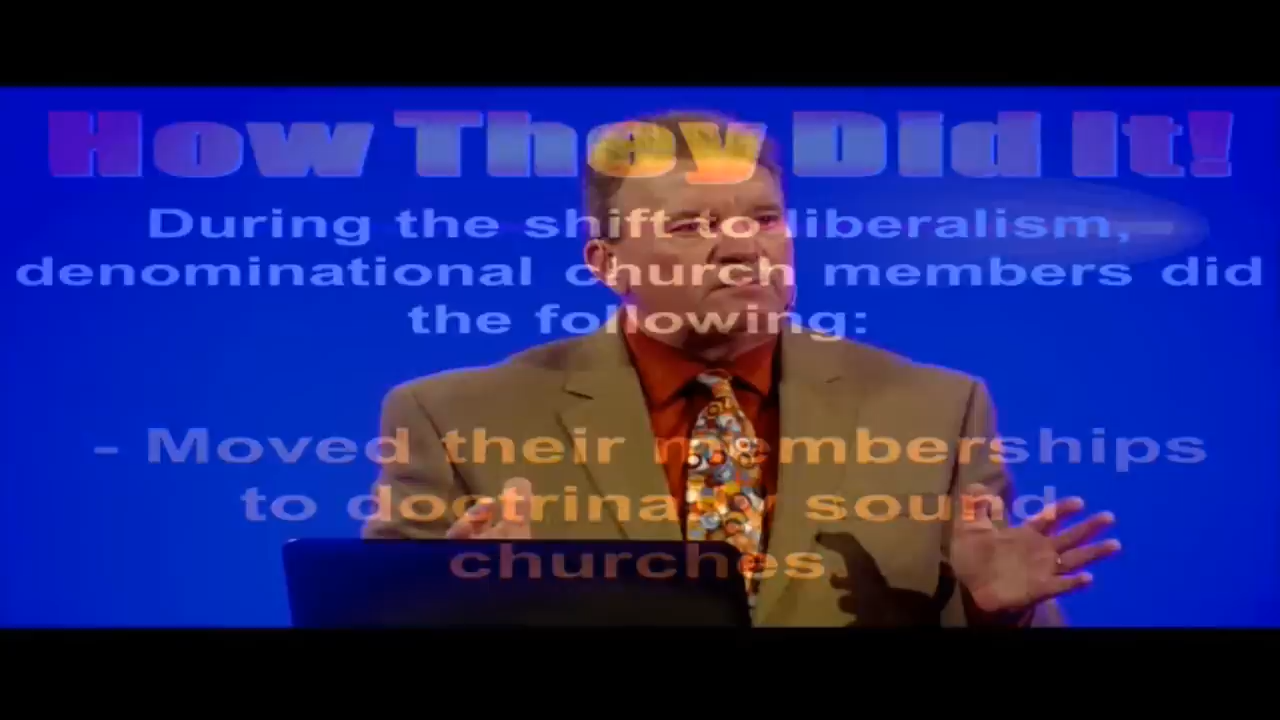 How They Did It!
During the shift to liberalism,
denominational church members did
the following:
- Moved their memberships
to doctrinally sound
churches